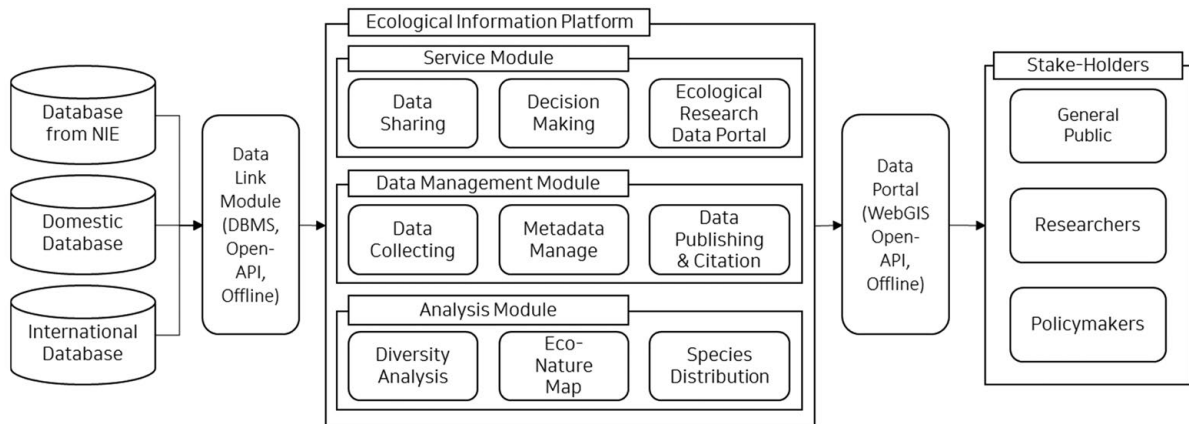 Database
from NIE
Domestic
Database
International
Database
Data
Link
Module
(DBMS,
Open-
API,
Offline)
Ecological Information Platform
Service Module
Data
Sharing
Decision
Making
Ecological
Research
Data Portal
Data Management Module
Data
Collecting
Metadata
Manage
Data
Publishing
& Citation
Analysis Module
Diversity
Analysis
Eco-
Nature
Map
Species
Distribution
Data
Portal
(WebGIS
Open-
API,
Offline)
Stake-Holders
General
Public
Researchers
Policymakers